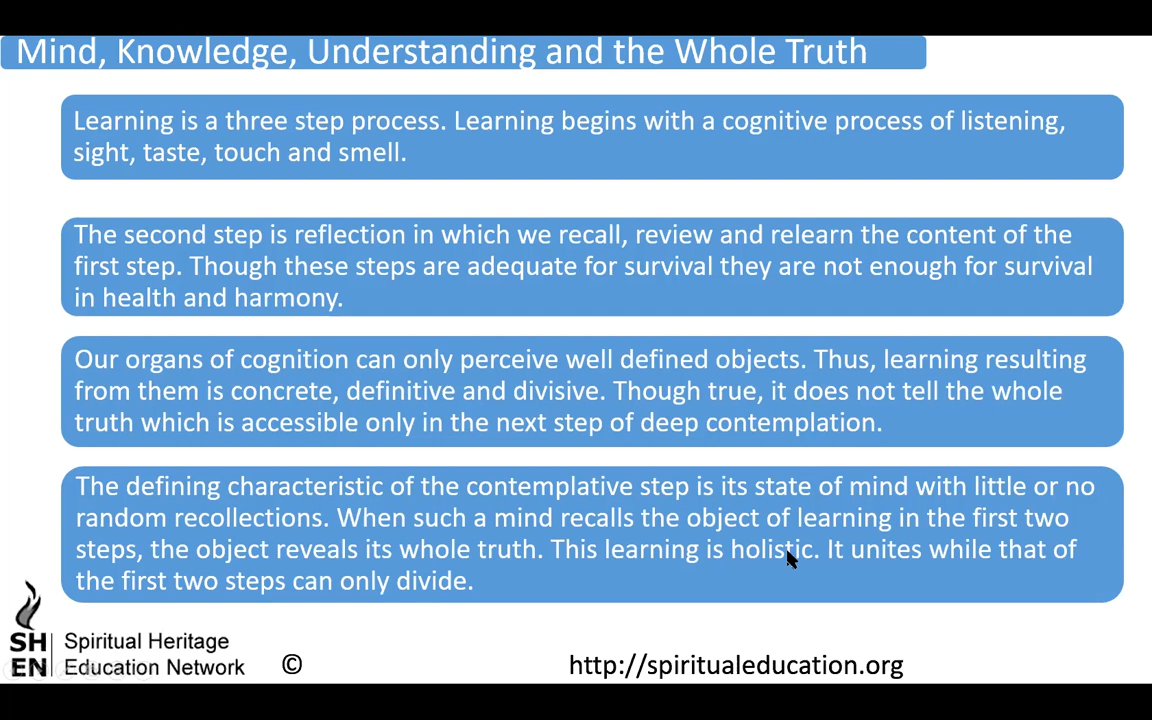 Mind, Knowledge, Understanding and the Whole Truth
Learning is a three step process. Learning begins with a cognitive process of listening,
sight, taste, touch and smell.
The second step is reflection in which we recall, review and relearn the content of the
first step. Though these steps are adequate for survival they are not enough for survival
in health and harmony.
Our organs of cognition can only perceive well defined objects. Thus, learning resulting
from them is concrete, definitive and divisive. Though true, it does not tell the whole
truth which is accessible only in the next step of deep contemplation.
The defining characteristic of the contemplative step is its state of mind with little or no
random recollections. When such a mind recalls the object of learning in the first two
steps, the object reveals its whole truth. This learning is holistic. It unites while that of
the first two steps can only divide.
SH Spiritual Heritage
EN Education Network © http://spiritualeducation.org